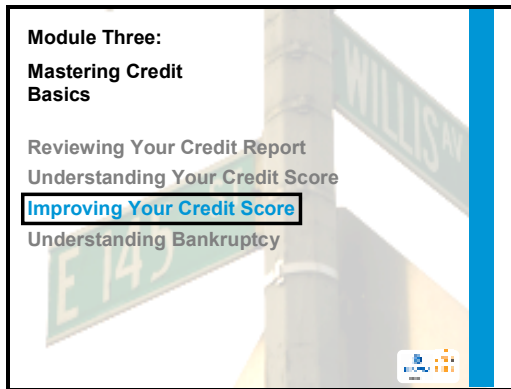 Module Three:
Mastering Credit
Basics
Reviewing Your Credit Report
Understanding Your Credit Score
Improving Your Credit Score
Understanding Bankruptcy
WILLIS AV
E 145